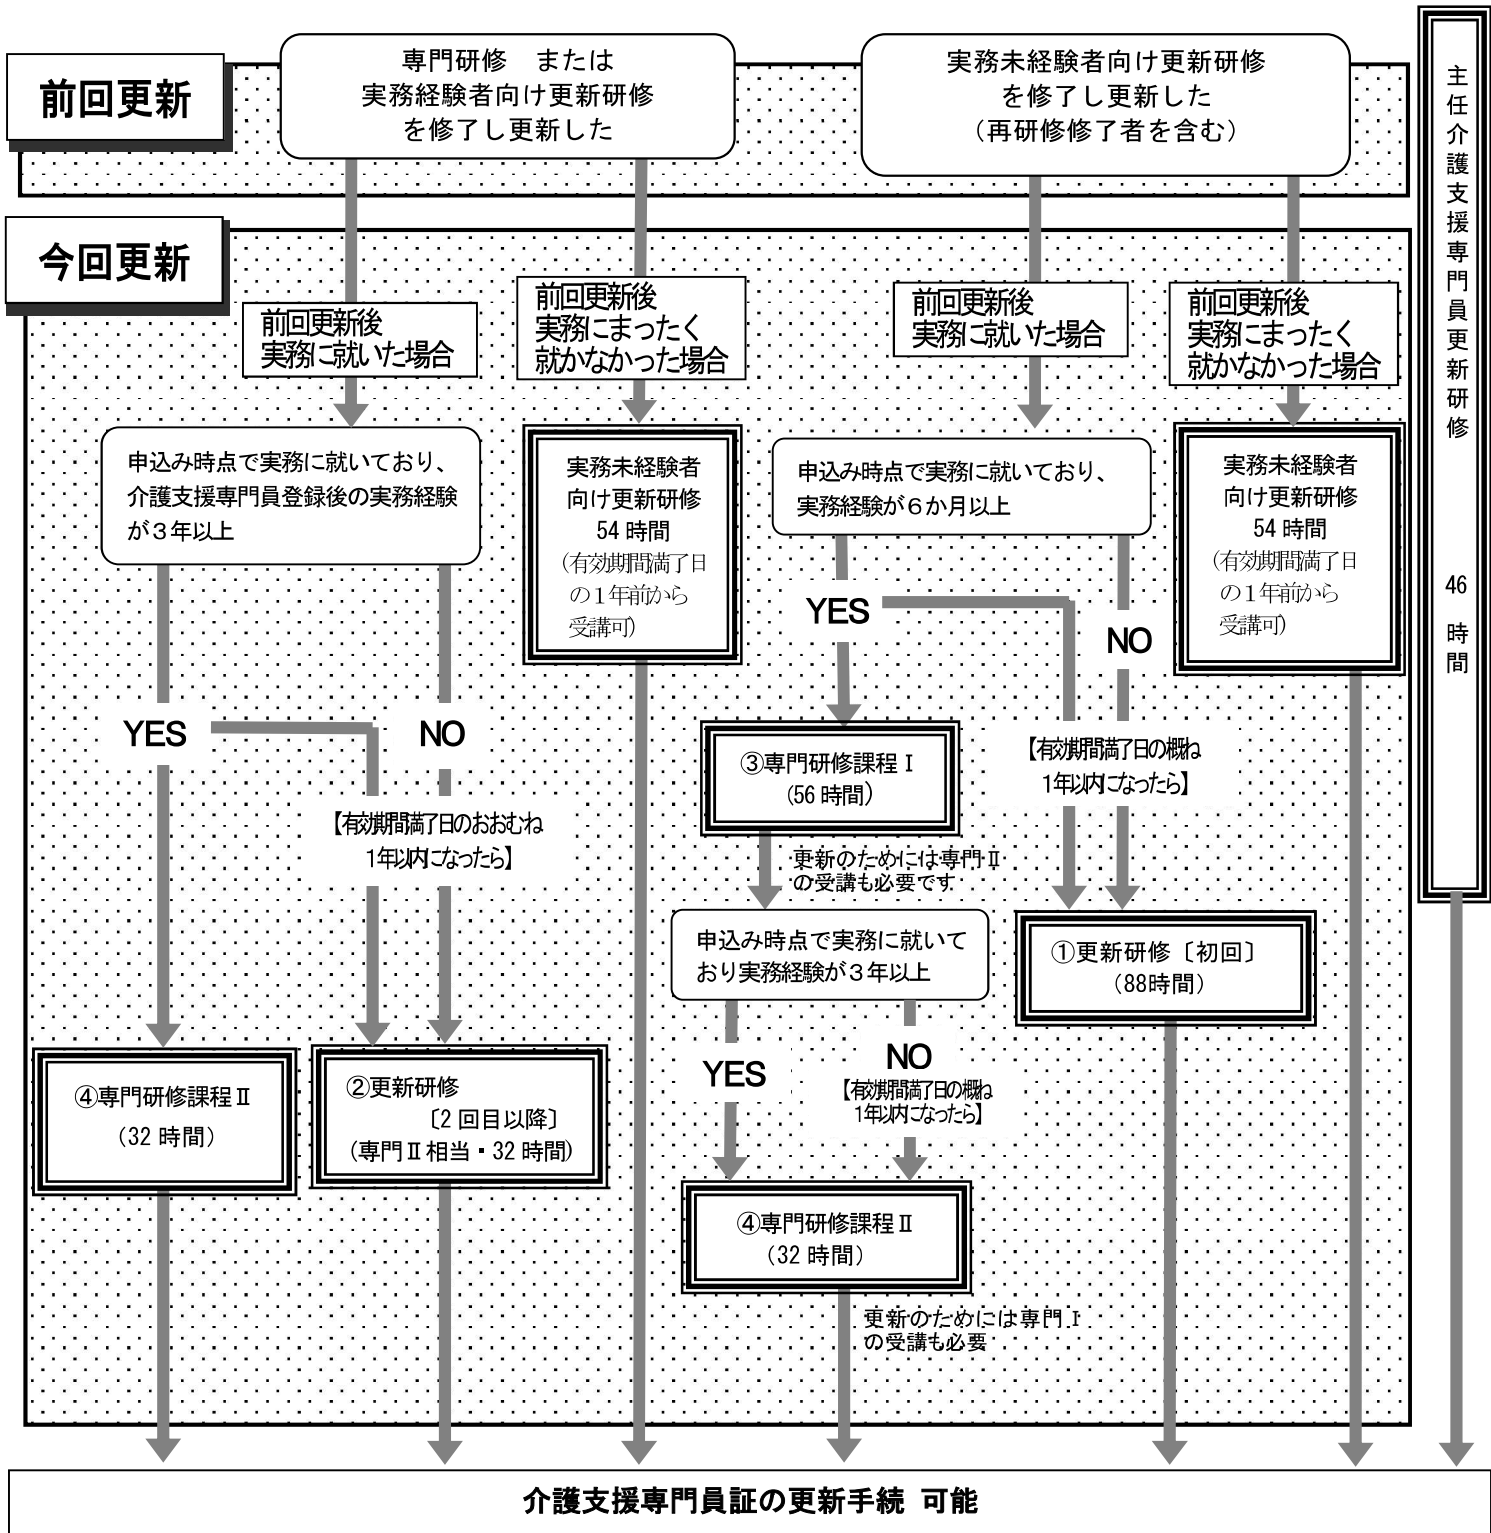 前回更新
専門研修　または
実務経験者向け更新研修
を修了し更新した
実務未経験者向け更新研修
を修了し更新した
（再研修修了者を含む）
主任介護支援専門員更新研修
46
時間
今回更新
前回更新後
実務に就いた場合
前回更新後
実務にまったく
就かなかった場合
前回更新後
実務に就いた場合
前回更新後
実務にまったく
就かなかった場合
申込み時点で実務に就いており、
介護支援専門員登録後の実務経験
が３年以上
実務未経験者
向け更新研修
54 時間
（有効期間満了日
の１年前から
受講可）
申込み時点で実務に就いており、
実務経験が６か月以上
実務未経験者
向け更新研修
54 時間
（有効期間満了日
の１年前から
受講可）
YES
NO
YES
NO
【有効期間満了日のおおむね
1年以内になったら】
③専門研修課程Ⅰ
（56 時間）
【有効期間満了日の概ね
1年以内になったら】
更新のためには専門Ⅱ
の受講も必要です
申込み時点で実務に就いて
おり実務経験が３年以上
①更新研修〔初回〕
（88時間）
YES
NO
【有効期間満了日の概ね
1年以内になったら】
④専門研修課程Ⅱ
（32 時間）
②更新研修
〔2 回目以降〕
（専門Ⅱ相当・32 時間）
④専門研修課程Ⅱ
（32 時間）
更新のためには専門Ⅰ
の受講も必要
介護支援専門員証の更新手続 可能